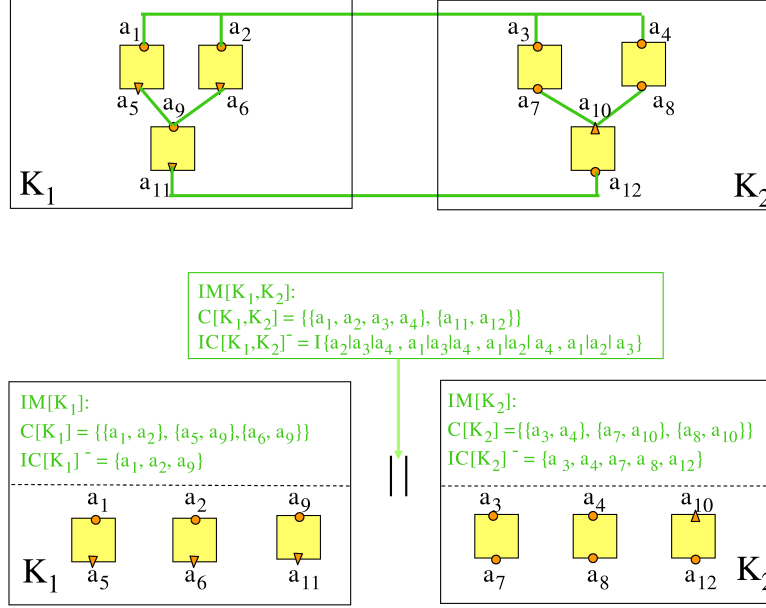 a₁ a₂ a₃ a₄
a₅ a₉ a₆ a₇ a₁₀ a₈
a₁₁ a₁₂
K₁ K₂
IM[K₁,K₂]:
C[K₁,K₂] = {{a₁, a₂, a₃, a₄}, {a₁₁, a₁₂}}
IC[K₁,K₂]⁻ = I{a₂|a₃|a₄ , a₁|a₃|a₄ , a₁|a₂| a₄ , a₁|a₂| a₃}
IM[K₁]:
C[K₁] = {{a₁, a₂}, {a₅, a₉},{a₆, a₉}}
IC[K₁] ⁻ = {a₁, a₂, a₉}
IM[K₂]:
C[K₂] ={{a₃, a₄}, {a₇, a₁₀}, {a₈, a₁₀}}
IC[K₂] ⁻ = {a ₃, a₄, a₇, a ₈, a₁₂}
||
a₁ a₂ a₉ a₃ a₄ a₁₀
a₅ a₆ a₁₁ a₇ a₈ a₁₂
K₁ K₂